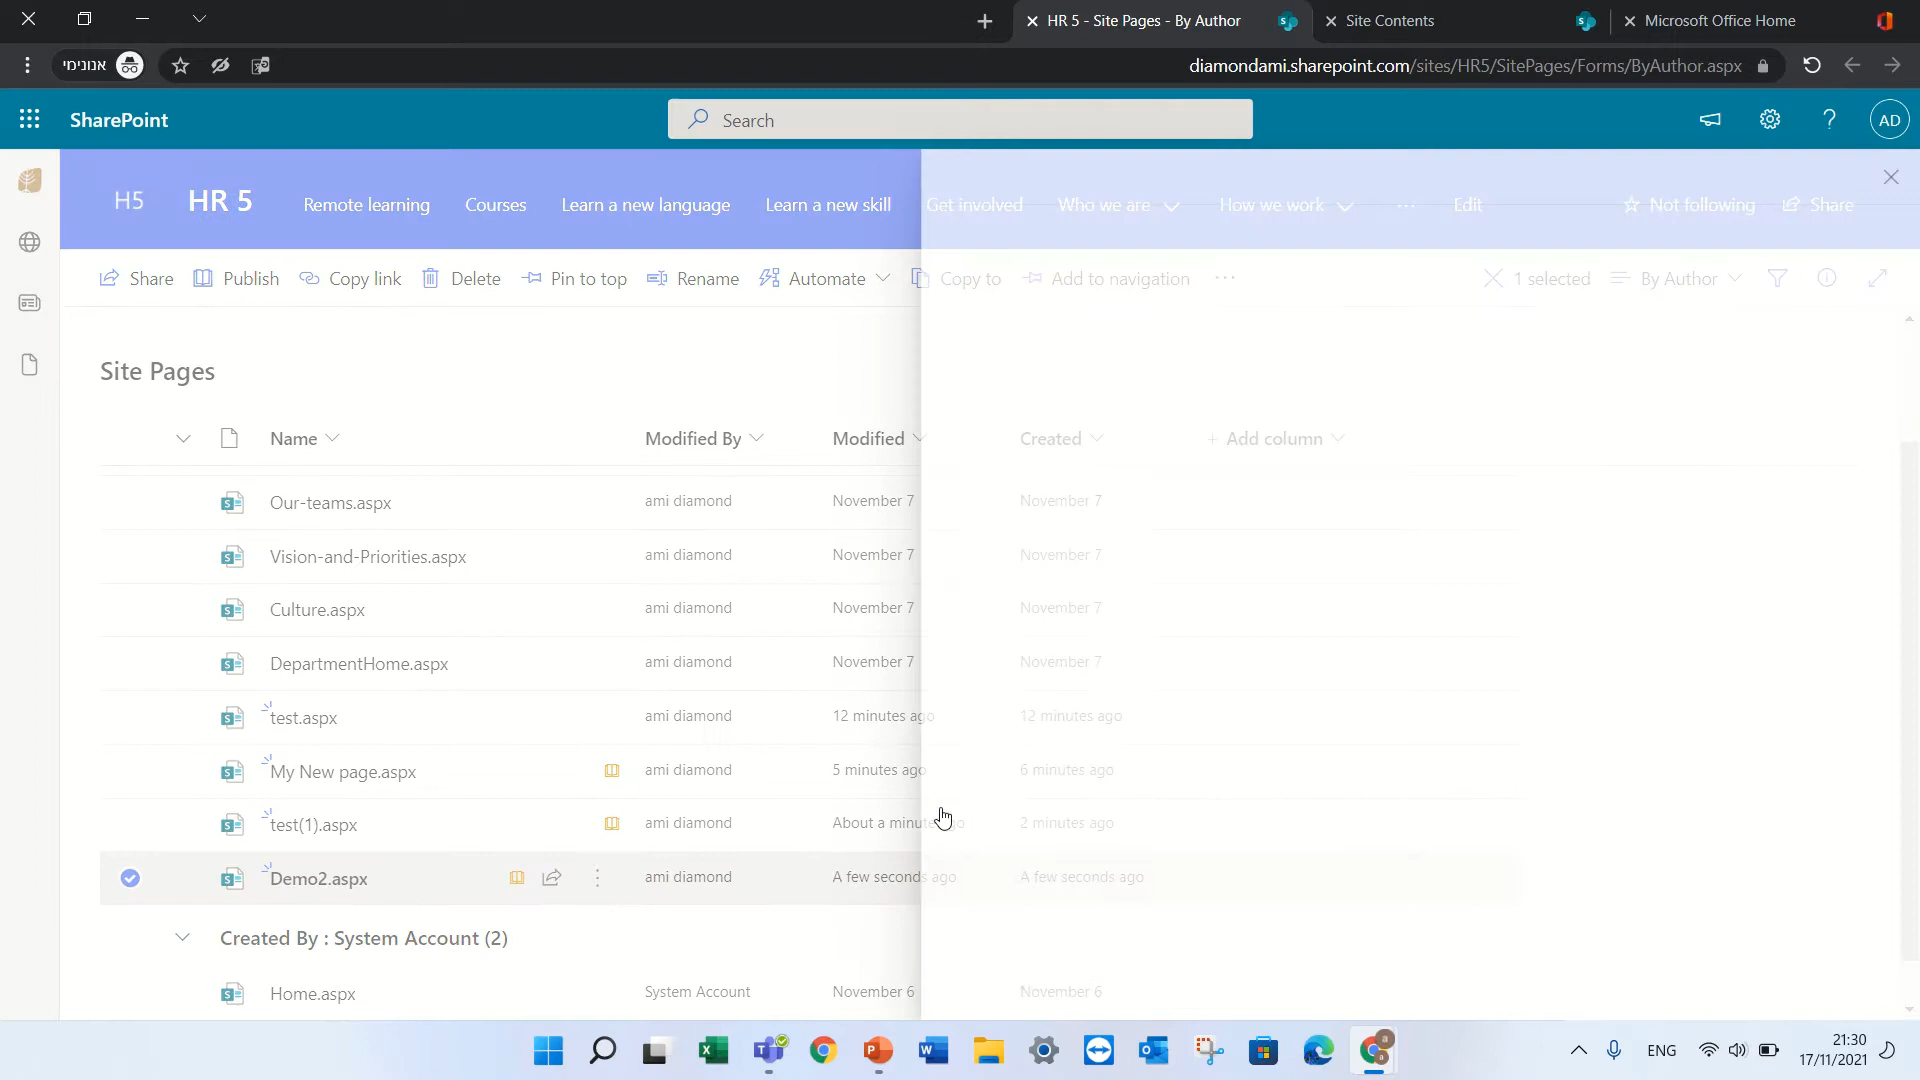 HR 5 - Site Pages - By Author
Site Contents
Microsoft Office Home
אנונימי
diamondami.sharepoint.com/sites/HR5/SitePages/Forms/ByAuthor.aspx
SharePoint
Search
AD
H5
HR 5
Remote learning
Courses
Learn a new language
Learn a new skill
Get involved
Who we are
How we work
Edit
Not following
Share
Share
Publish
Copy link
Delete
Pin to top
Rename
Automate
Copy to
Add to navigation
1 selected
By Author
Site Pages
Name
Modified By
Modified
Created
+ Add column
Our-teams.aspx
ami diamond
November 7
November 7
Vision-and-Priorities.aspx
ami diamond
November 7
November 7
Culture.aspx
ami diamond
November 7
November 7
DepartmentHome.aspx
ami diamond
November 7
November 7
test.aspx
ami diamond
12 minutes ago
12 minutes ago
My New page.aspx
ami diamond
5 minutes ago
6 minutes ago
test(1).aspx
ami diamond
About a minute ago
2 minutes ago
Demo2.aspx
ami diamond
A few seconds ago
A few seconds ago
Created By : System Account (2)
Home.aspx
System Account
November 6
November 6
ENG
21:30
17/11/2021